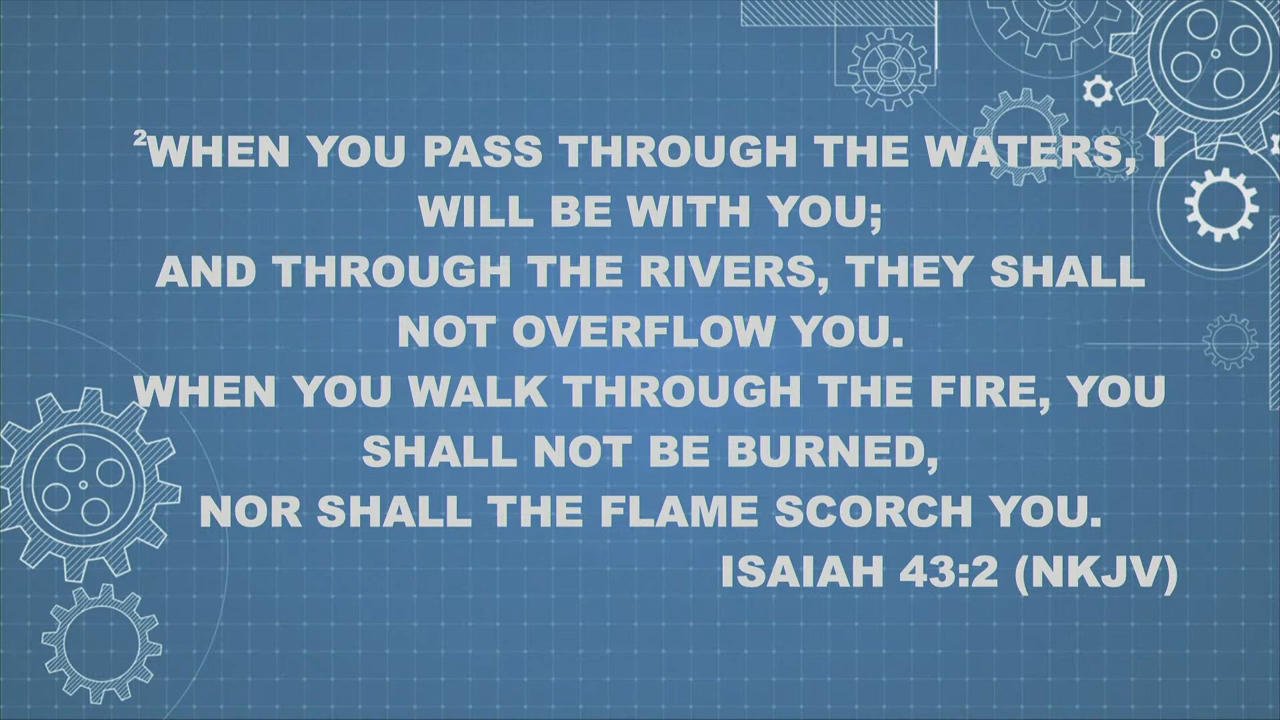 ²WHEN YOU PASS THROUGH THE WATERS, I
WILL BE WITH YOU;
AND THROUGH THE RIVERS, THEY SHALL
NOT OVERFLOW YOU.
WHEN YOU WALK THROUGH THE FIRE, YOU
SHALL NOT BE BURNED,
NOR SHALL THE FLAME SCORCH YOU.
ISAIAH 43:2 (NKJV)